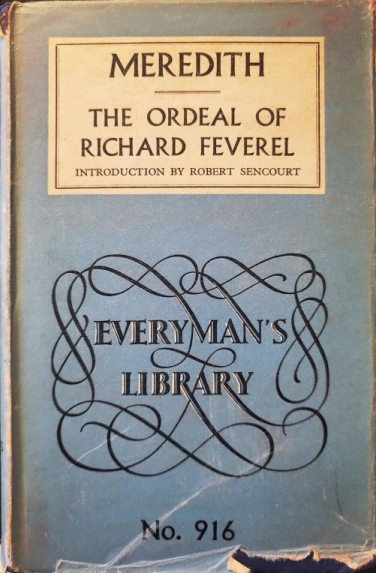 MEREDITH
THE ORDEAL OF
RICHARD FEVEREL
INTRODUCTION BY ROBERT SENCOURT
EVERYMAN'S
LIBRARY
No. 916